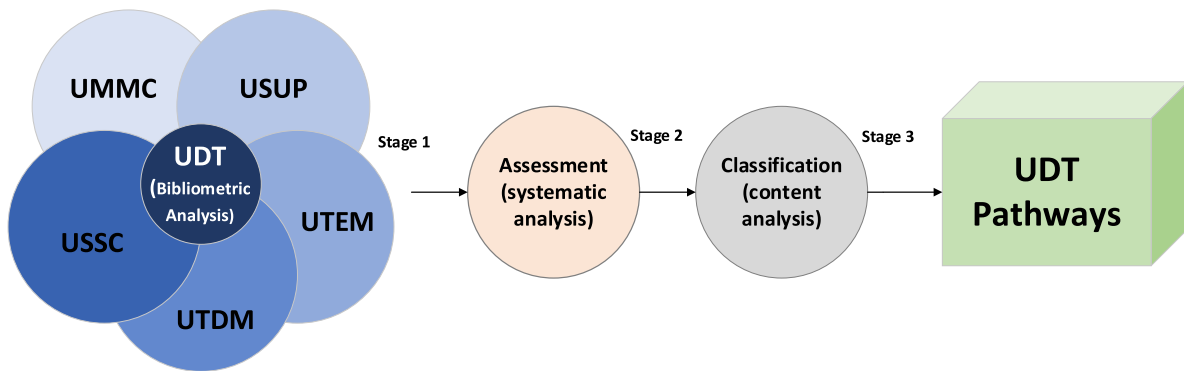 UMMC
USUP
UDT
(Bibliometric
Analysis)
USSC
UTEM
UTDM
Stage 1
Assessment
(systematic
analysis)
Stage 2
Classification
(content
analysis)
Stage 3
UDT
Pathways